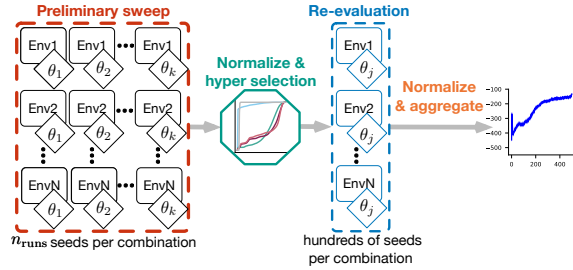 Preliminary sweep
Env1 Env1 Env1
θ1 θ2 θk
Env2 Env2 Env2
θ1 θ2 θk
EnvN EnvN EnvN
θ1 θ2 θk
n_runs seeds per combination
Normalize &
hyper selection
Re-evaluation
Env1
θj
Env2
θj
EnvN
θj
hundreds of seeds
per combination
Normalize
& aggregate
−100
−200
−300
−400
−500
0 200 400